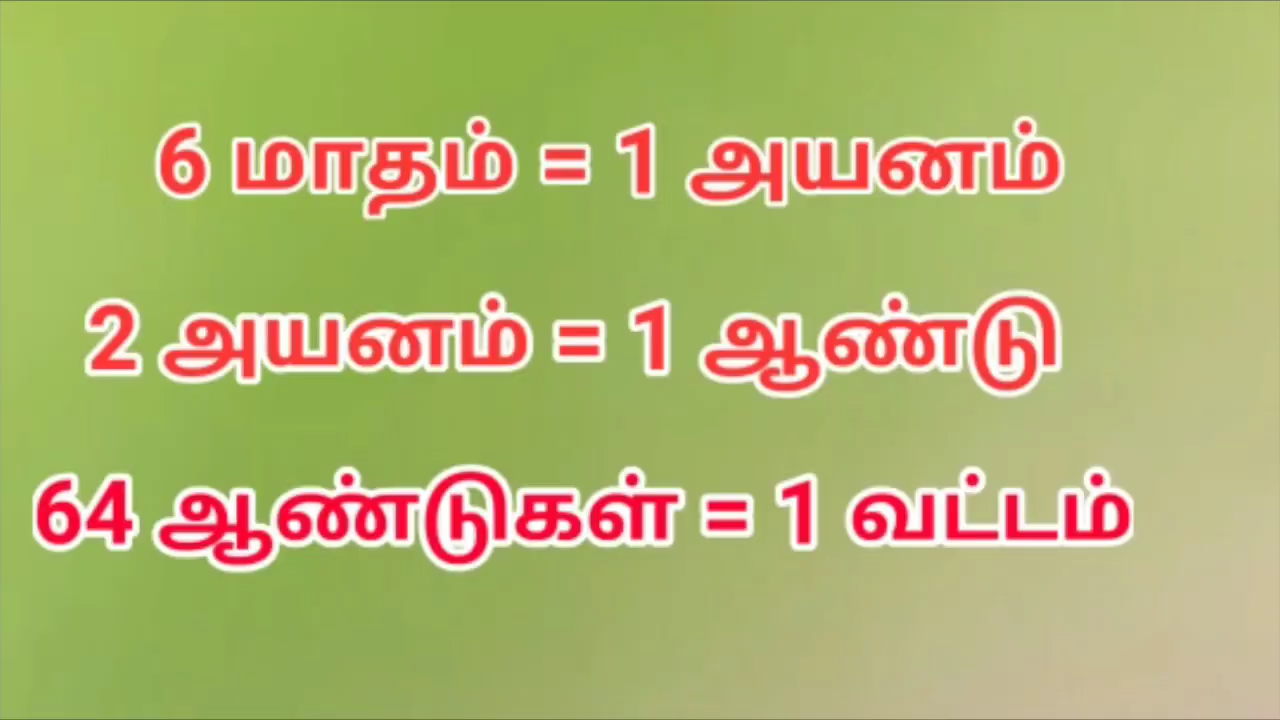 6 மாதம் = 1 அயனம்
2 அயனம் = 1 ஆண்டு
64 ஆண்டுகள் = 1 வட்டம்